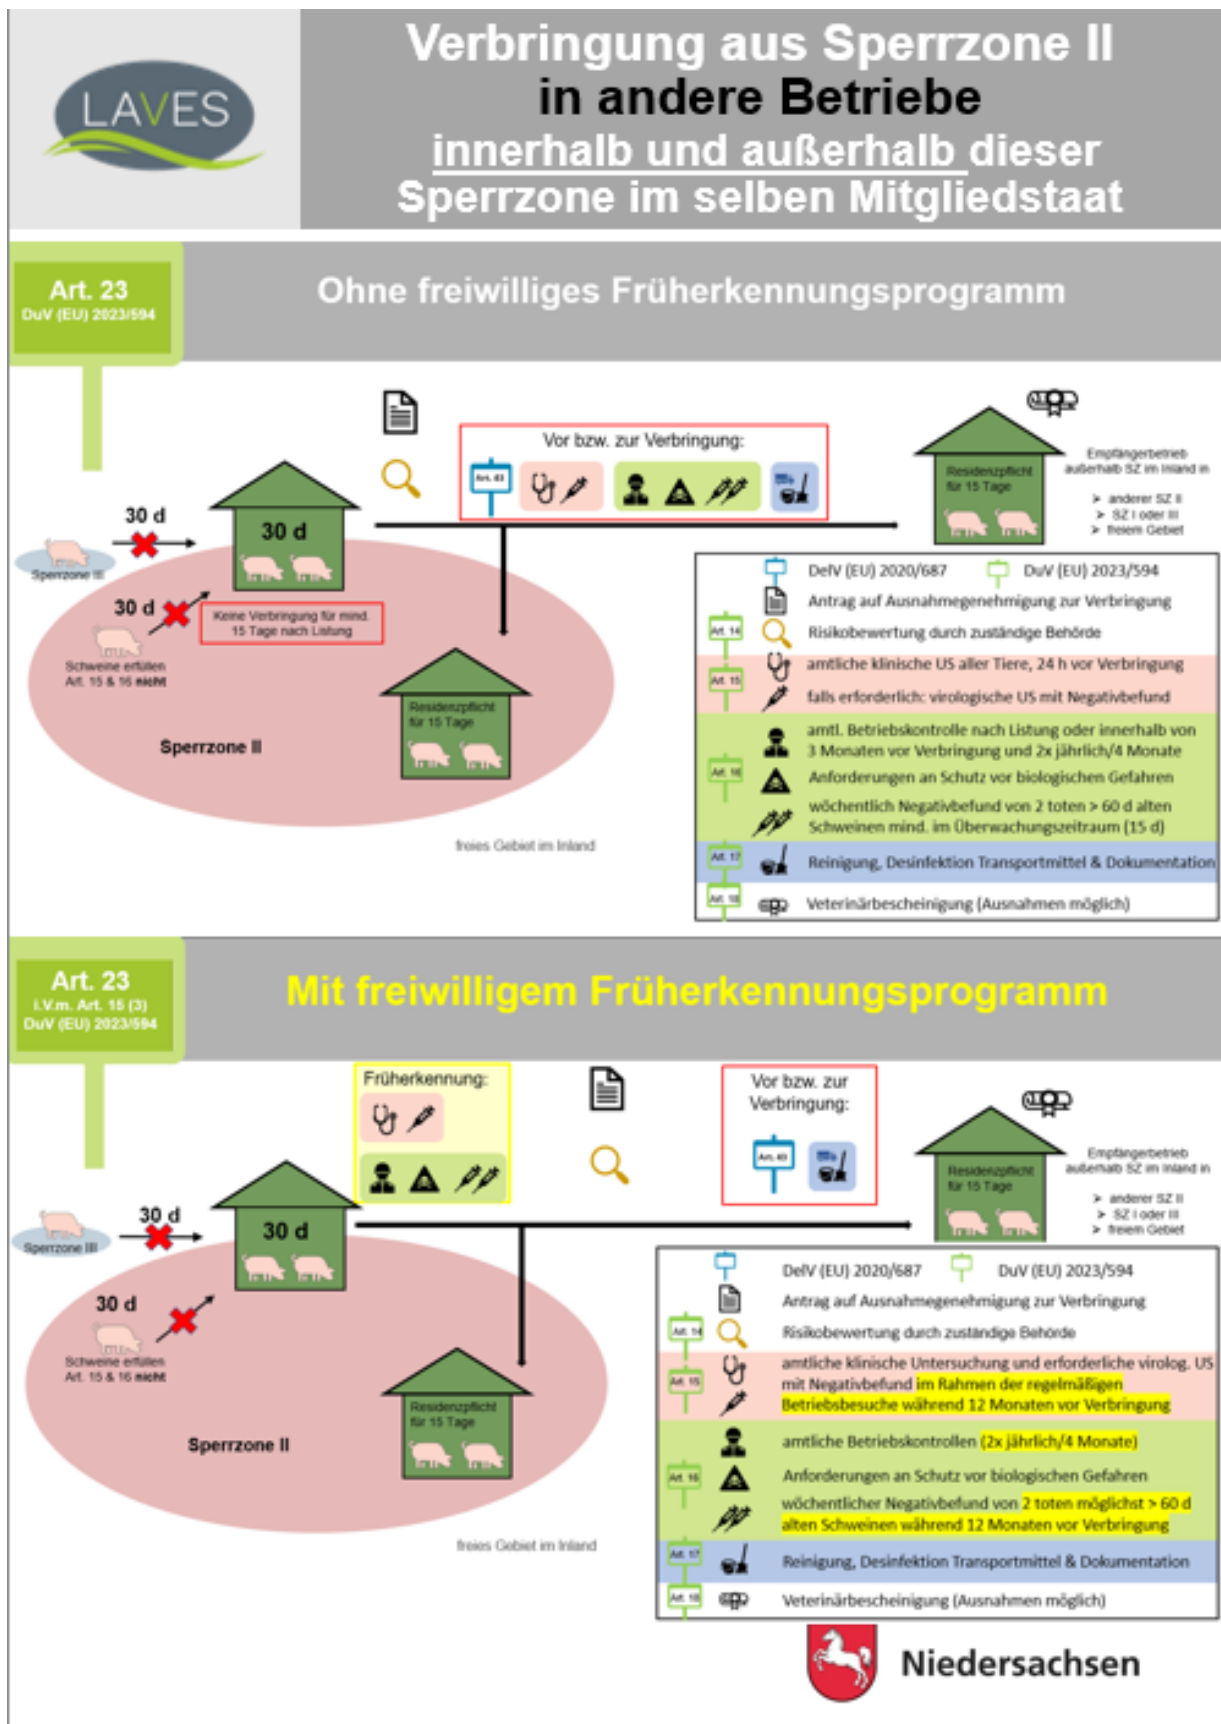 LAVES
Verbringung aus Sperrzone II
in andere Betriebe
innerhalb und außerhalb dieser
Sperrzone im selben Mitgliedstaat
Art. 23
DuV (EU) 2023/594
Ohne freiwilliges Früherkennungsprogramm
Vor bzw. zur Verbringung:
Residenzpflicht
für 15 Tage
Empfängerbetrieb
außerhalb SZ im Inland in
➤ anderer SZ II
➤ SZ I oder III
➤ freiem Gebiet
30 d
Sperrzone III
30 d
30 d
Keine Verbringung für mind.
15 Tage nach Listung
Schweine erfüllen
Art. 15 & 16 nicht
Residenzpflicht
für 15 Tage
Sperrzone II
freies Gebiet im Inland
DelV (EU) 2020/687 DuV (EU) 2023/594
Antrag auf Ausnahmegenehmigung zur Verbringung
Art. 14 Risikobewertung durch zuständige Behörde
Art. 15 amtliche klinische US aller Tiere, 24 h vor Verbringung
falls erforderlich: virologische US mit Negativbefund
amtl. Betriebskontrolle nach Listung oder innerhalb von
3 Monaten vor Verbringung und 2x jährlich/4 Monate
Art. 16 Anforderungen an Schutz vor biologischen Gefahren
wöchentlich Negativbefund von 2 toten > 60 d alten
Schweinen mind. im Überwachungszeitraum (15 d)
Art. 17 Reinigung, Desinfektion Transportmittel & Dokumentation
Art. 18 Veterinärbescheinigung (Ausnahmen möglich)
Art. 23
i.V.m. Art. 15 (3)
DuV (EU) 2023/594
Mit freiwilligem Früherkennungsprogramm
Früherkennung:
Vor bzw. zur
Verbringung:
Residenzpflicht
für 15 Tage
Empfängerbetrieb
außerhalb SZ im Inland in
➤ anderer SZ II
➤ SZ I oder III
➤ freiem Gebiet
30 d
Sperrzone III
30 d
30 d
Schweine erfüllen
Art. 15 & 16 nicht
Residenzpflicht
für 15 Tage
Sperrzone II
freies Gebiet im Inland
DelV (EU) 2020/687 DuV (EU) 2023/594
Antrag auf Ausnahmegenehmigung zur Verbringung
Art. 14 Risikobewertung durch zuständige Behörde
Art. 15 amtliche klinische Untersuchung und erforderliche virolog. US
mit Negativbefund im Rahmen der regelmäßigen
Betriebsbesuche während 12 Monaten vor Verbringung
amtliche Betriebskontrollen (2x jährlich/4 Monate)
Art. 16 Anforderungen an Schutz vor biologischen Gefahren
wöchentlicher Negativbefund von 2 toten möglichst > 60 d
alten Schweinen während 12 Monaten vor Verbringung
Art. 17 Reinigung, Desinfektion Transportmittel & Dokumentation
Art. 18 Veterinärbescheinigung (Ausnahmen möglich)
Niedersachsen